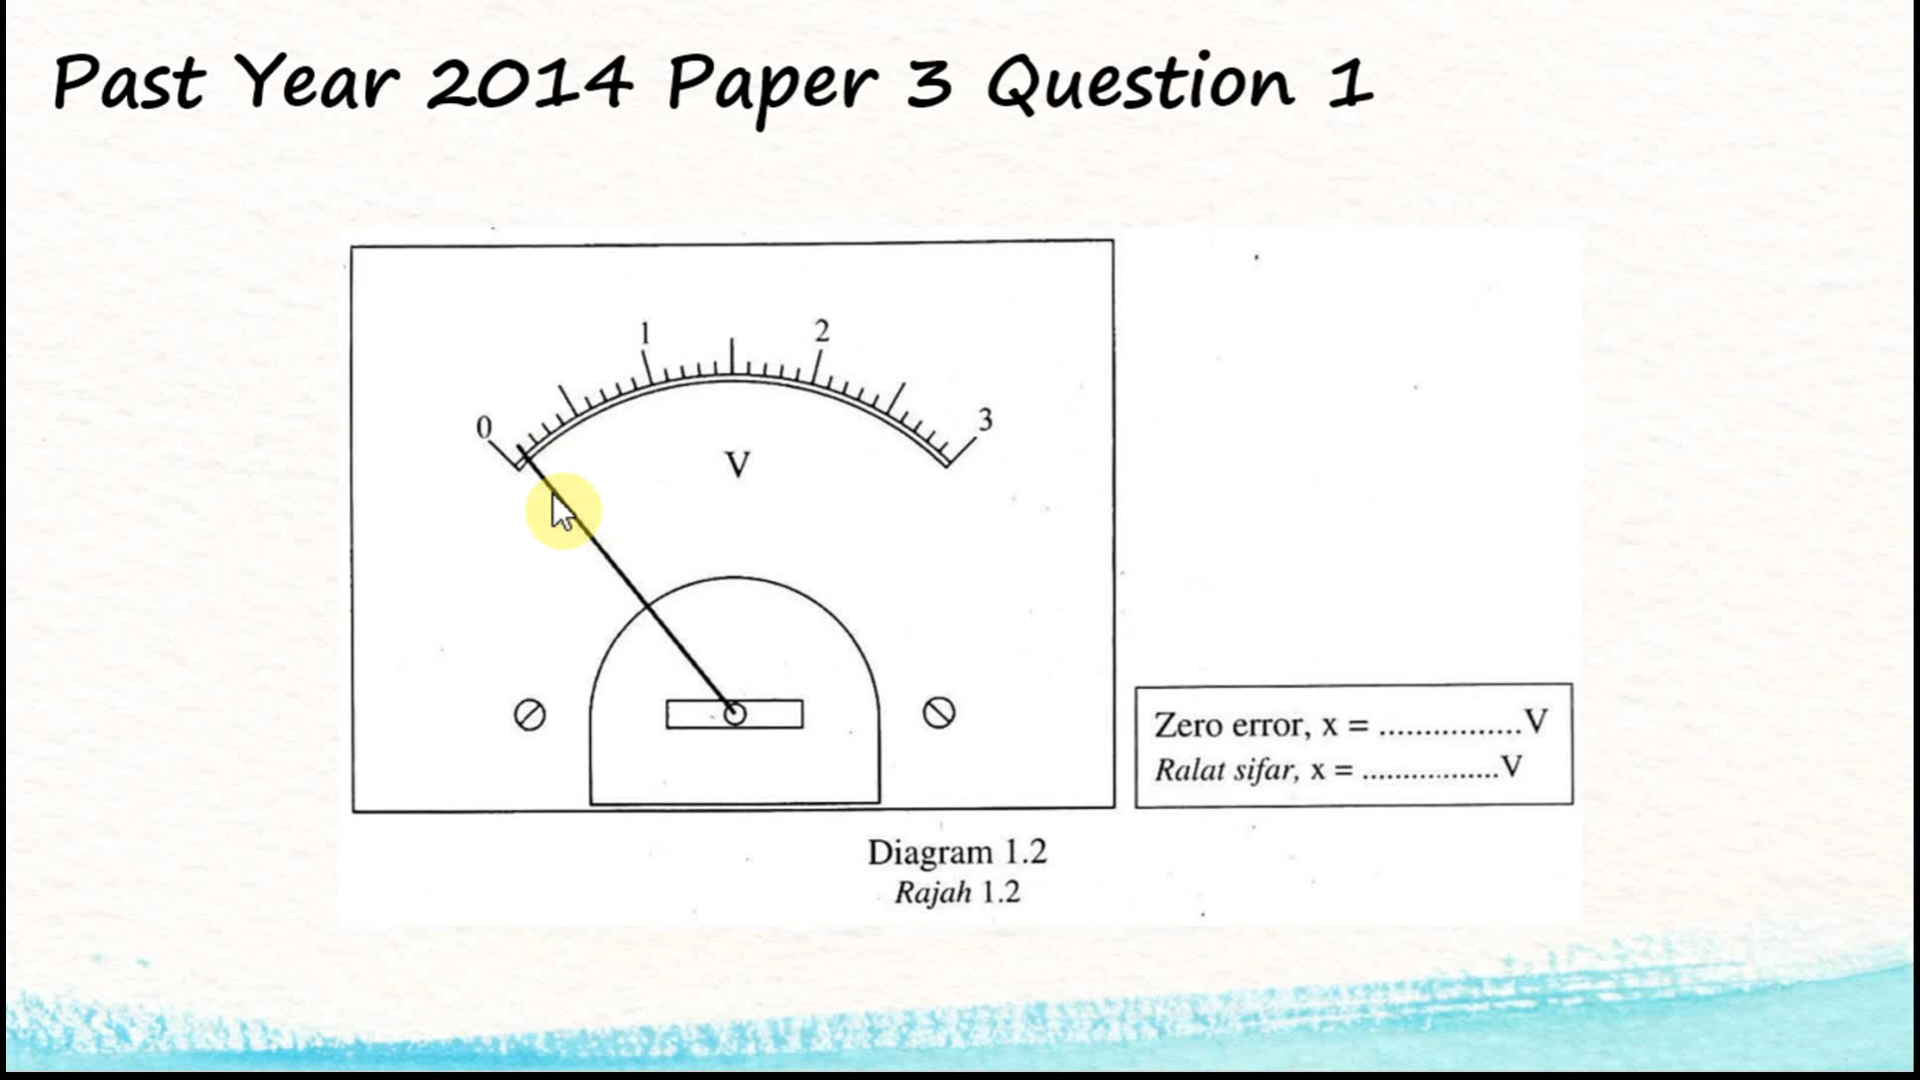 Past Year 2014 Paper 3 Question 1
0
1
2
3
V
Zero error, x = ................V
Ralat sifar, x = .................V
Diagram 1.2
Rajah 1.2